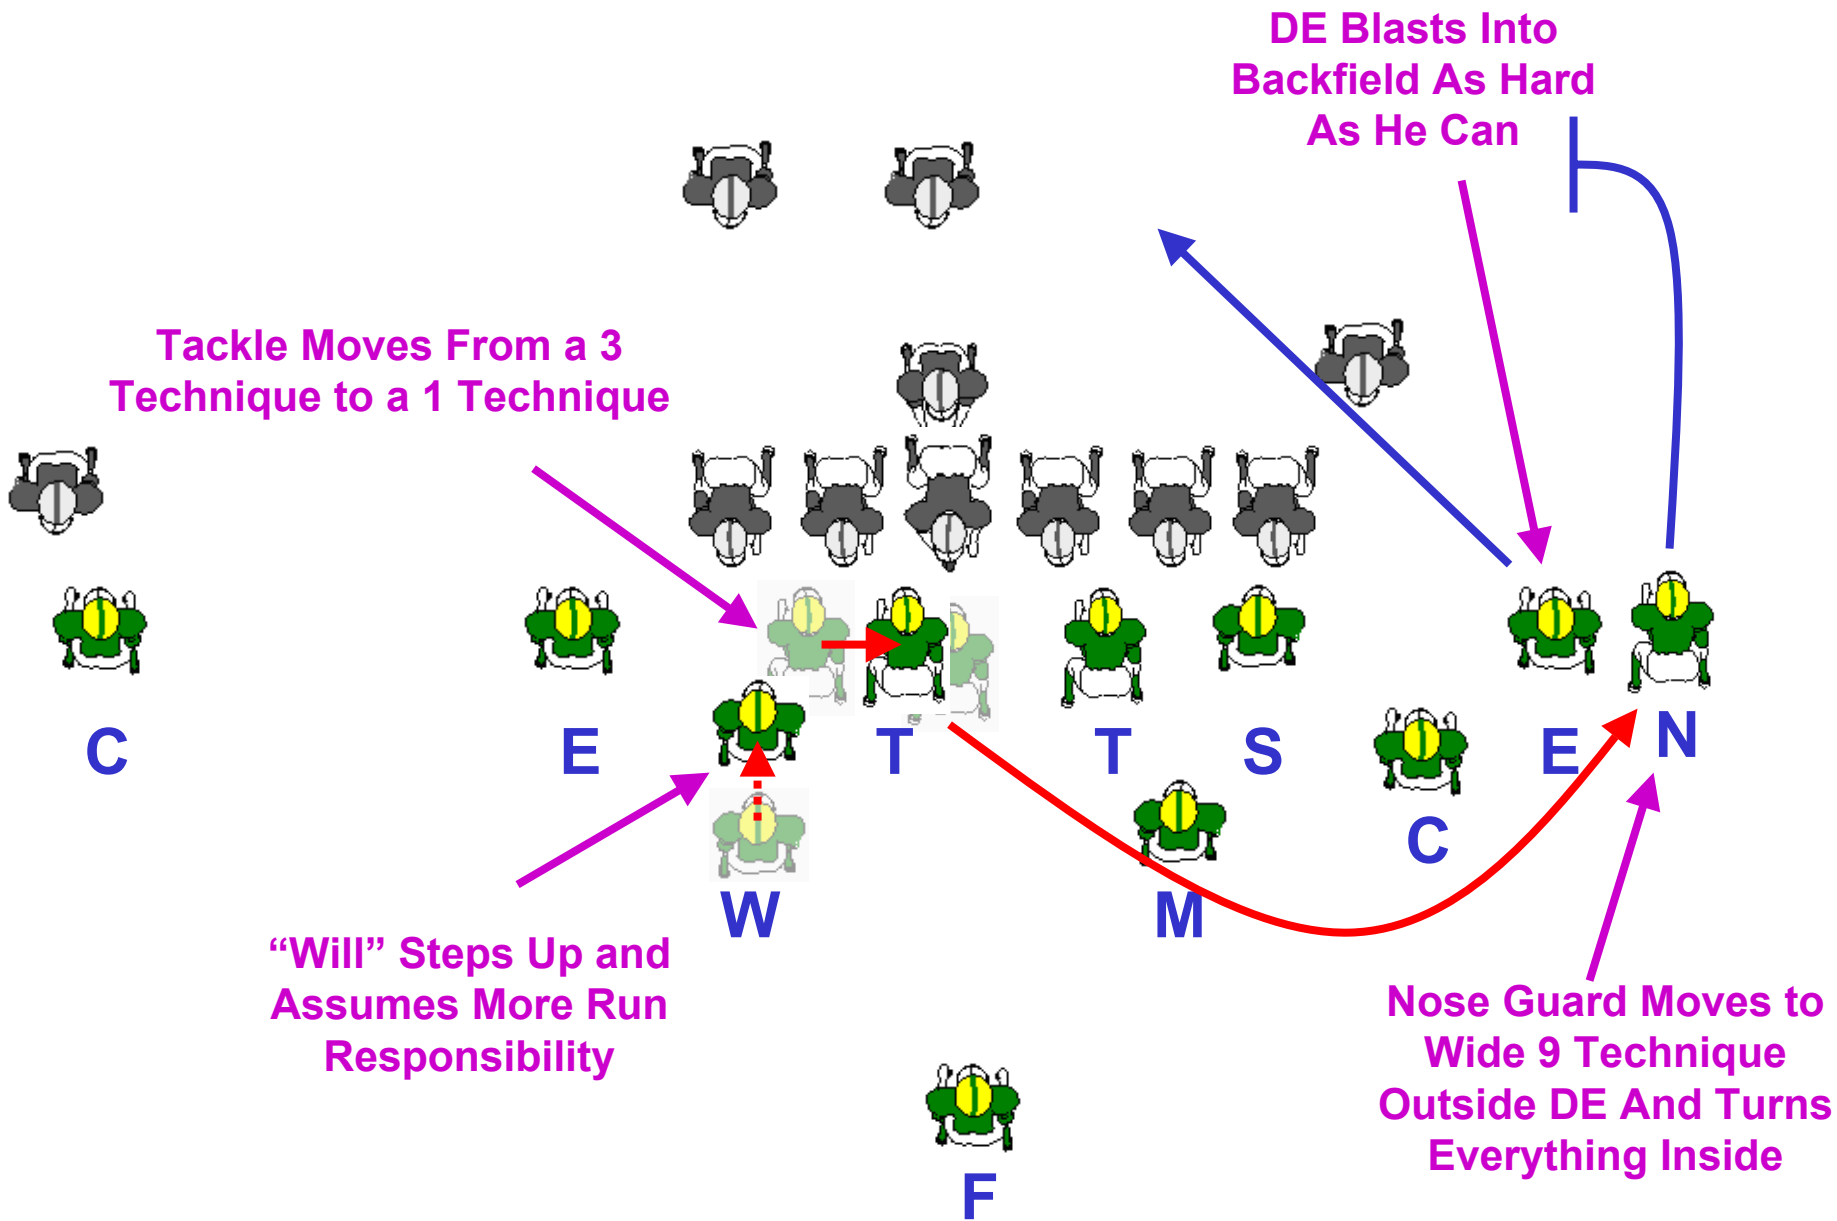 DE Blasts Into
Backfield As Hard
As He Can
Tackle Moves From a 3
Technique to a 1 Technique
C
E
T
T
S
E
N
W
M
C
“Will” Steps Up and
Assumes More Run
Responsibility
Nose Guard Moves to
Wide 9 Technique
Outside DE And Turns
Everything Inside
F